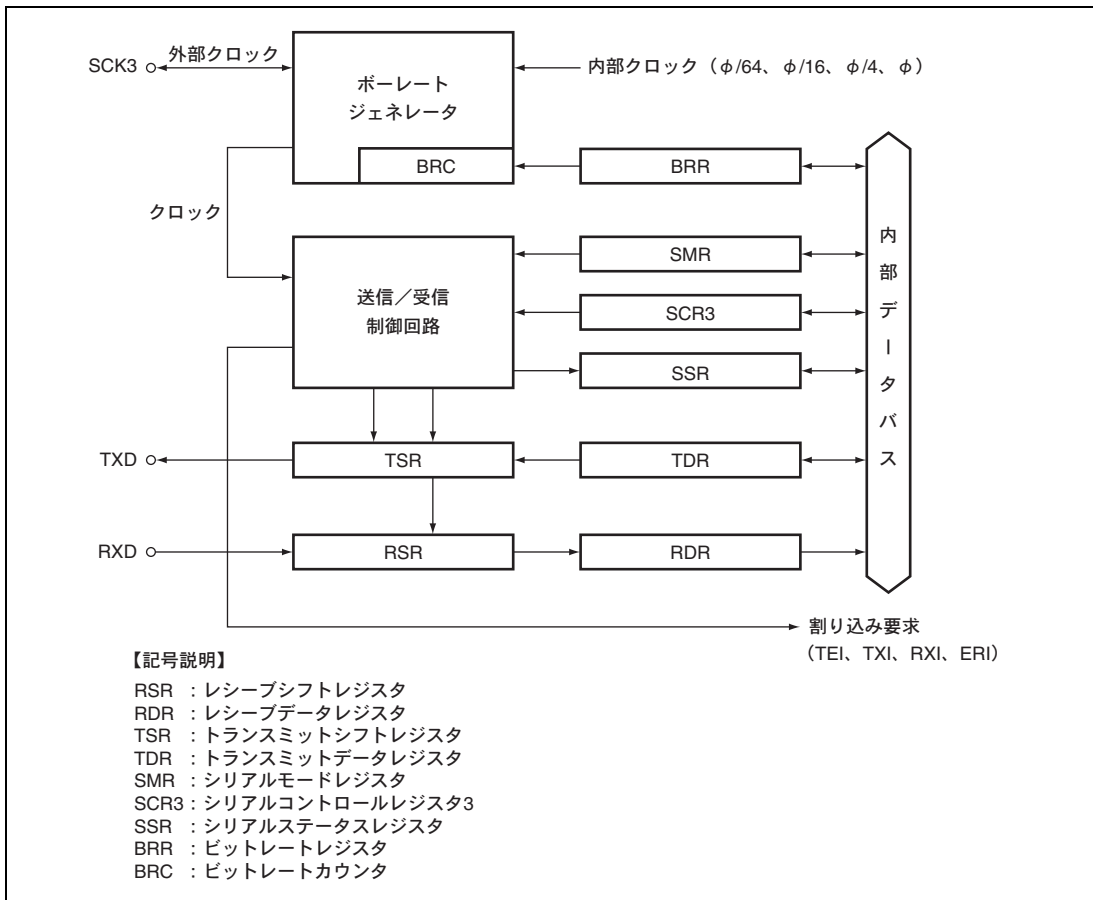 SCK3
外部クロック
ボーレート
ジェネレータ
内部クロック（φ/64、φ/16、φ/4、φ）
BRC
BRR
クロック
送信／受信
制御回路
SMR
SCR3
SSR
内部データバス
TXD
TSR
TDR
RXD
RSR
RDR
割り込み要求
（TEI、TXI、RXI、ERI）
【記号説明】
RSR ：レシーブシフトレジスタ
RDR ：レシーブデータレジスタ
TSR ：トランスミットシフトレジスタ
TDR ：トランスミットデータレジスタ
SMR ：シリアルモードレジスタ
SCR3：シリアルコントロールレジスタ3
SSR ：シリアルステータスレジスタ
BRR ：ビットレートレジスタ
BRC ：ビットレートカウンタ